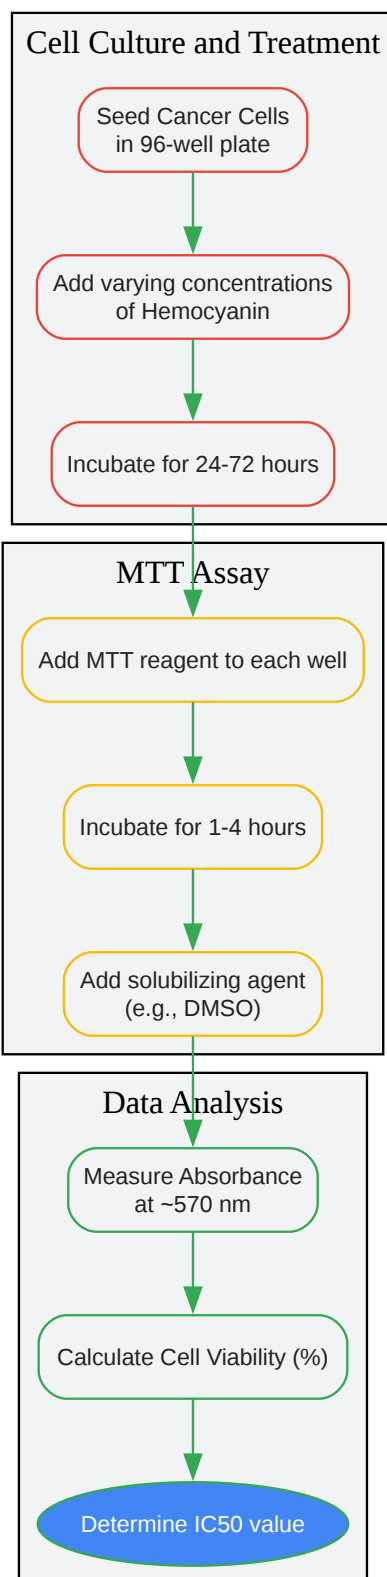 Cell Culture and Treatment
Seed Cancer Cells
in 96-well plate
Add varying concentrations
of Hemocyanin
Incubate for 24-72 hours
MTT Assay
Add MTT reagent to each well
Incubate for 1-4 hours
Add solubilizing agent
(e.g., DMSO)
Data Analysis
Measure Absorbance
at ~570 nm
Calculate Cell Viability (%)
Determine IC50 value